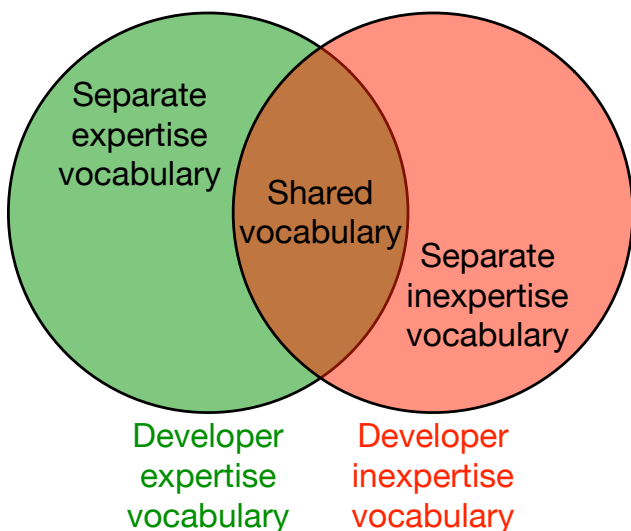 Separate
expertise
vocabulary
Shared
vocabulary
Separate
inexpertise
vocabulary
Developer
expertise
vocabulary
Developer
inexpertise
vocabulary